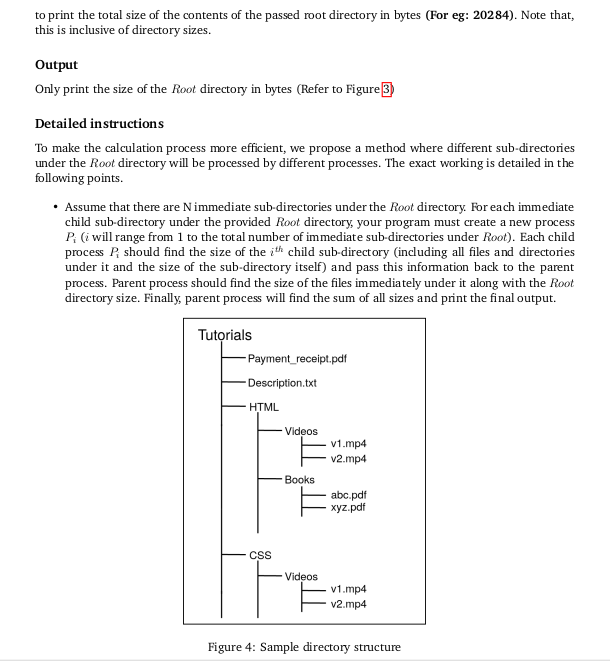 to print the total size of the contents of the passed root directory in bytes (For eg: 20284). Note that,
this is inclusive of directory sizes.
Output
Only print the size of the Root directory in bytes (Refer to Figure 3)
Detailed instructions
To make the calculation process more efficient, we propose a method where different sub-directories
under the Root directory will be processed by different processes. The exact working is detailed in the
following points.
• Assume that there are N immediate sub-directories under the Root directory. For each immediate
child sub-directory under the provided Root directory, your program must create a new process
Pi (i will range from 1 to the total number of immediate sub-directories under Root). Each child
process Pi should find the size of the ith child sub-directory (including all files and directories
under it and the size of the sub-directory itself) and pass this information back to the parent
process. Parent process should find the size of the files immediately under it along with the Root
directory size. Finally, parent process will find the sum of all sizes and print the final output.
Tutorials
Payment_receipt.pdf
Description.txt
HTML
Videos
v1.mp4
v2.mp4
Books
abc.pdf
xyz.pdf
CSS
Videos
v1.mp4
v2.mp4
Figure 4: Sample directory structure